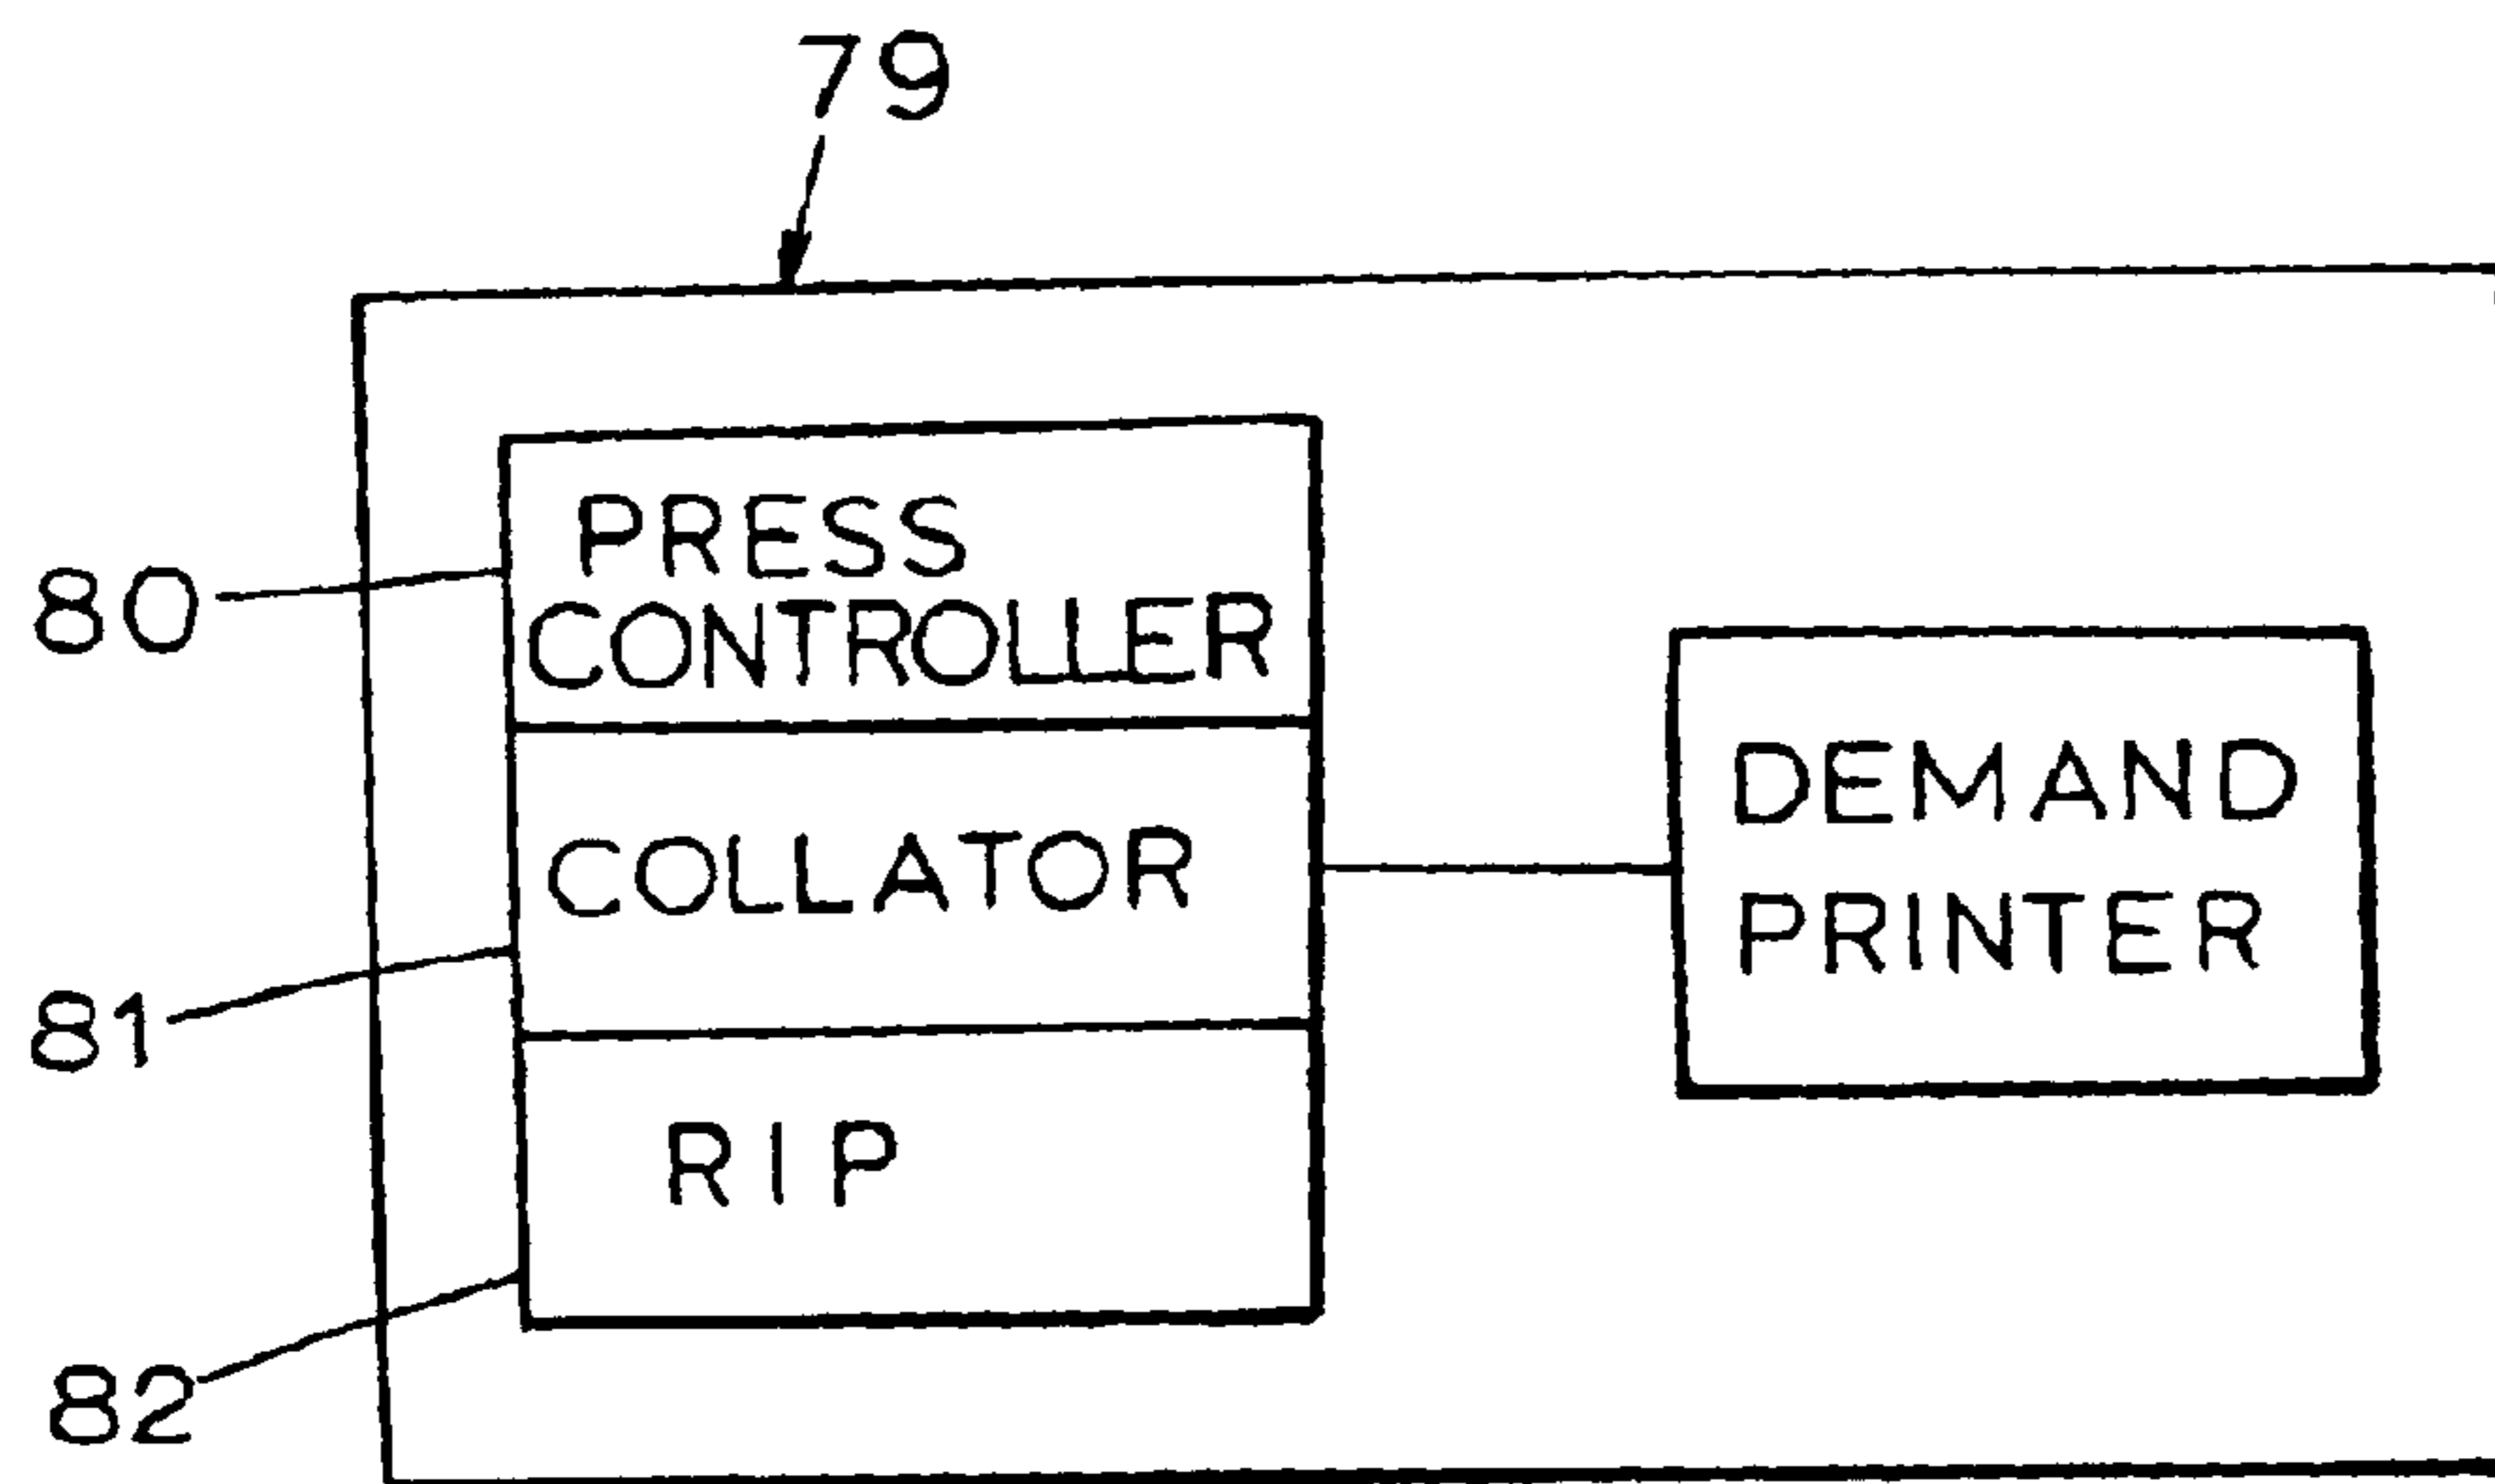 79
80
PRESS
CONTROLLER
COLLATOR
81
RIP
82
DEMAND
PRINTER